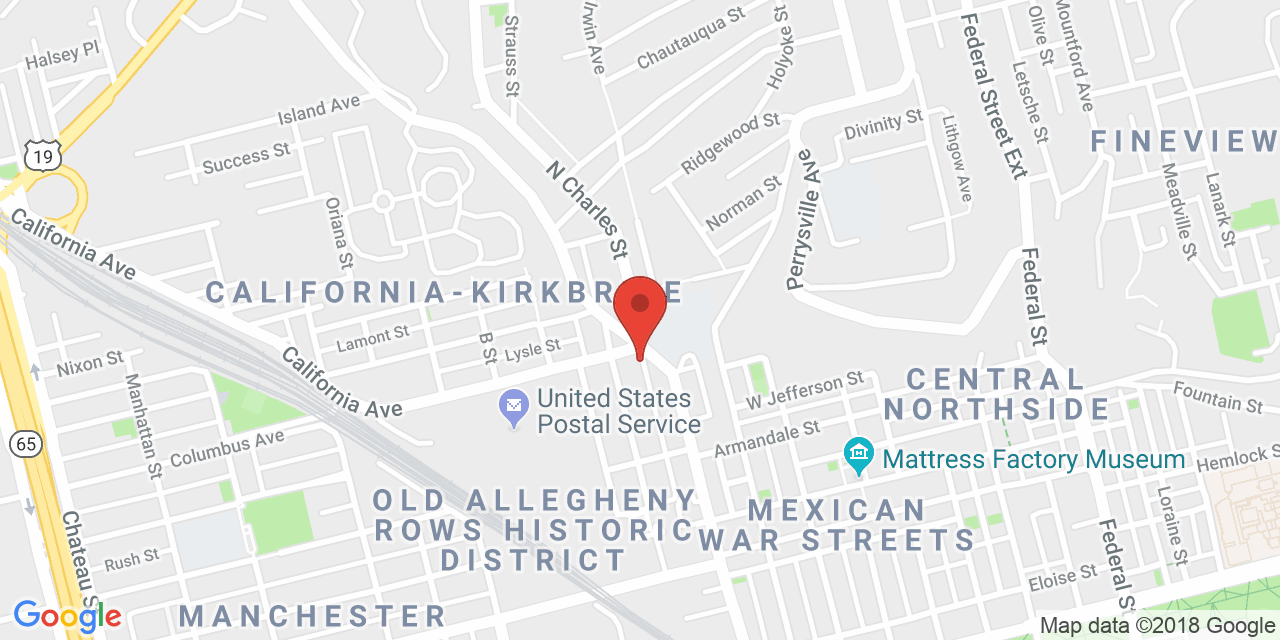 Halsey Pl
Strauss St
Irwin Ave
Chautauqua St
Holyoke St
Federal Street Ext
Olive St
Mountford Ave
Letsche St
Island Ave
Success St
19
Ridgewood St
Divinity St
Lithgow Ave
FINEVIEW
N Charles St
Norman St
Perrysville Ave
Meadville St
Lanark St
California Ave
Oriana St
CALIFORNIA-KIRKBRIDE
Federal St
Lamont St
B St
Lysle St
Nixon St
California Ave
Manhattan St
United States
Postal Service
W Jefferson St
CENTRAL
NORTHSIDE
Fountain St
65
Columbus Ave
Armandale St
Mattress Factory Museum
Hemlock S
OLD ALLEGHENY
ROWS HISTORIC
DISTRICT
MEXICAN
WAR STREETS
Loraine St
Chateau S
Rush St
Federal St
Eloise St
MANCHESTER
Google
Map data ©2018 Google